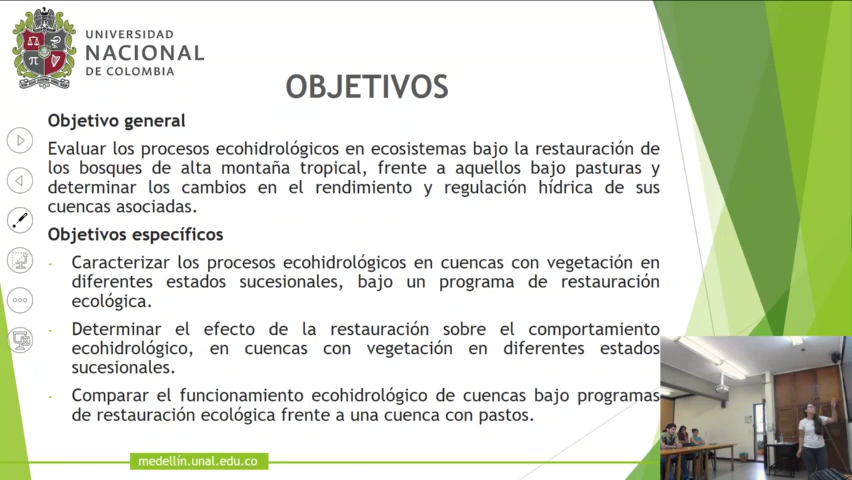 UNIVERSIDAD
NACIONAL
DE COLOMBIA
OBJETIVOS
Objetivo general
Evaluar los procesos ecohidrológicos en ecosistemas bajo la restauración de
los bosques de alta montaña tropical, frente a aquellos bajo pasturas y
determinar los cambios en el rendimiento y regulación hídrica de sus
cuencas asociadas.
Objetivos específicos
- Caracterizar los procesos ecohidrológicos en cuencas con vegetación en
diferentes estados sucesionales, bajo un programa de restauración
ecológica.
- Determinar el efecto de la restauración sobre el comportamiento
ecohidrológico, en cuencas con vegetación en diferentes estados
sucesionales.
- Comparar el funcionamiento ecohidrológico de cuencas bajo programas
de restauración ecológica frente a una cuenca con pastos.
medellín.unal.edu.co